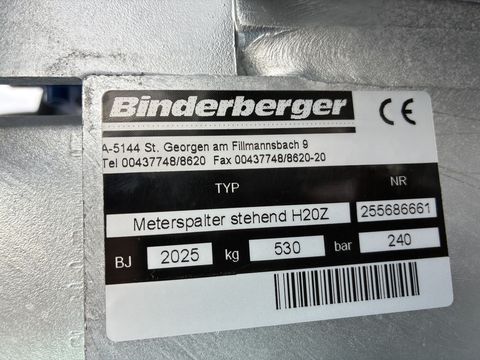 Binderberger CE
A-5144 St. Georgen am Fillmannsbach 9
Tel 00437748/8620 Fax 00437748/8620-20
TYP NR
Meterspalter stehend H20Z 255686661
BJ 2025 kg 530 bar 240